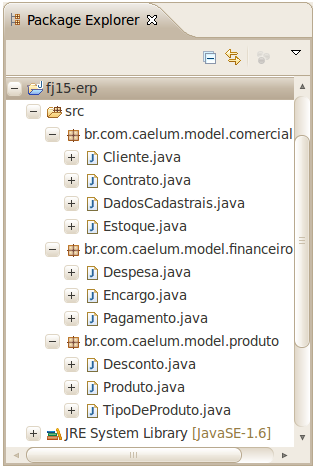 Package Explorer
fj15-erp
src
br.com.caelum.model.comercial
Cliente.java
Contrato.java
DadosCadastrais.java
Estoque.java
br.com.caelum.model.financeiro
Despesa.java
Encargo.java
Pagamento.java
br.com.caelum.model.produto
Desconto.java
Produto.java
TipoDeProduto.java
JRE System Library [JavaSE-1.6]